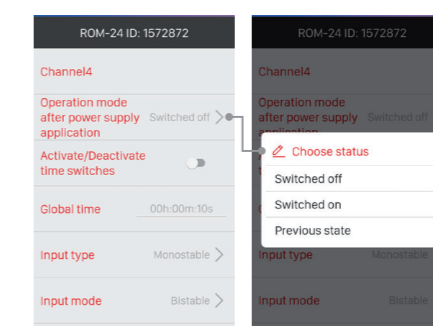 ROM-24 ID: 1572872
Channel4
Operation mode
after power supply Switched off
application
Activate/Deactivate
time switches
Global time 00h:00m:10s
Input type Monostable
Input mode Bistable
ROM-24 ID: 1572872
Channel4
Operation mode
after power supply Switched off
application
Choose status
Switched off
Switched on
Previous state
Input type Monostable
Input mode Bistable